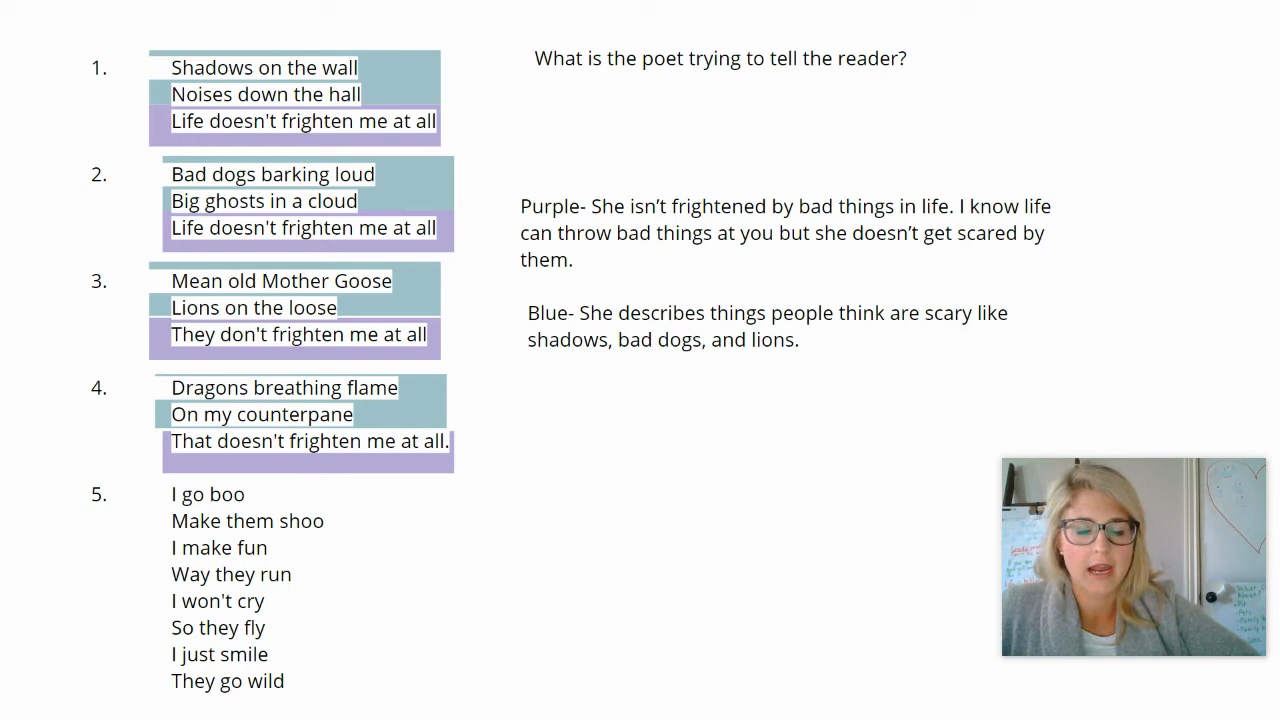 What is the poet trying to tell the reader?
1. Shadows on the wall
Noises down the hall
Life doesn't frighten me at all
2. Bad dogs barking loud
Big ghosts in a cloud
Life doesn't frighten me at all
3. Mean old Mother Goose
Lions on the loose
They don't frighten me at all
4. Dragons breathing flame
On my counterpane
That doesn't frighten me at all.
5. I go boo
Make them shoo
I make fun
Way they run
I won't cry
So they fly
I just smile
They go wild
Purple- She isn’t frightened by bad things in life. I know life
can throw bad things at you but she doesn’t get scared by
them.
Blue- She describes things people think are scary like
shadows, bad dogs, and lions.